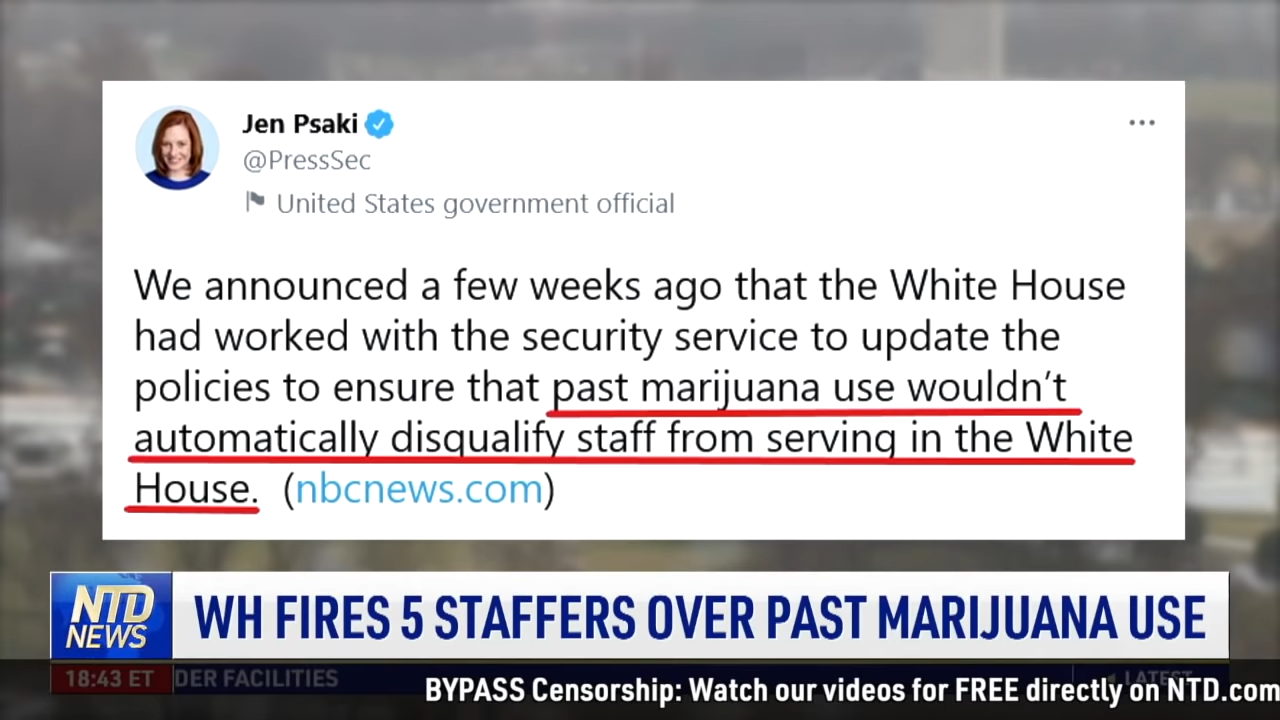 Jen Psaki
@PressSec
United States government official
We announced a few weeks ago that the White House
had worked with the security service to update the
policies to ensure that past marijuana use wouldn't
automatically disqualify staff from serving in the White
House. (nbcnews.com)
NTD
NEWS
WH FIRES 5 STAFFERS OVER PAST MARIJUANA USE
18:43 ET
DER FACILITIES
LATEST
BYPASS Censorship: Watch our videos for FREE directly on NTD.com